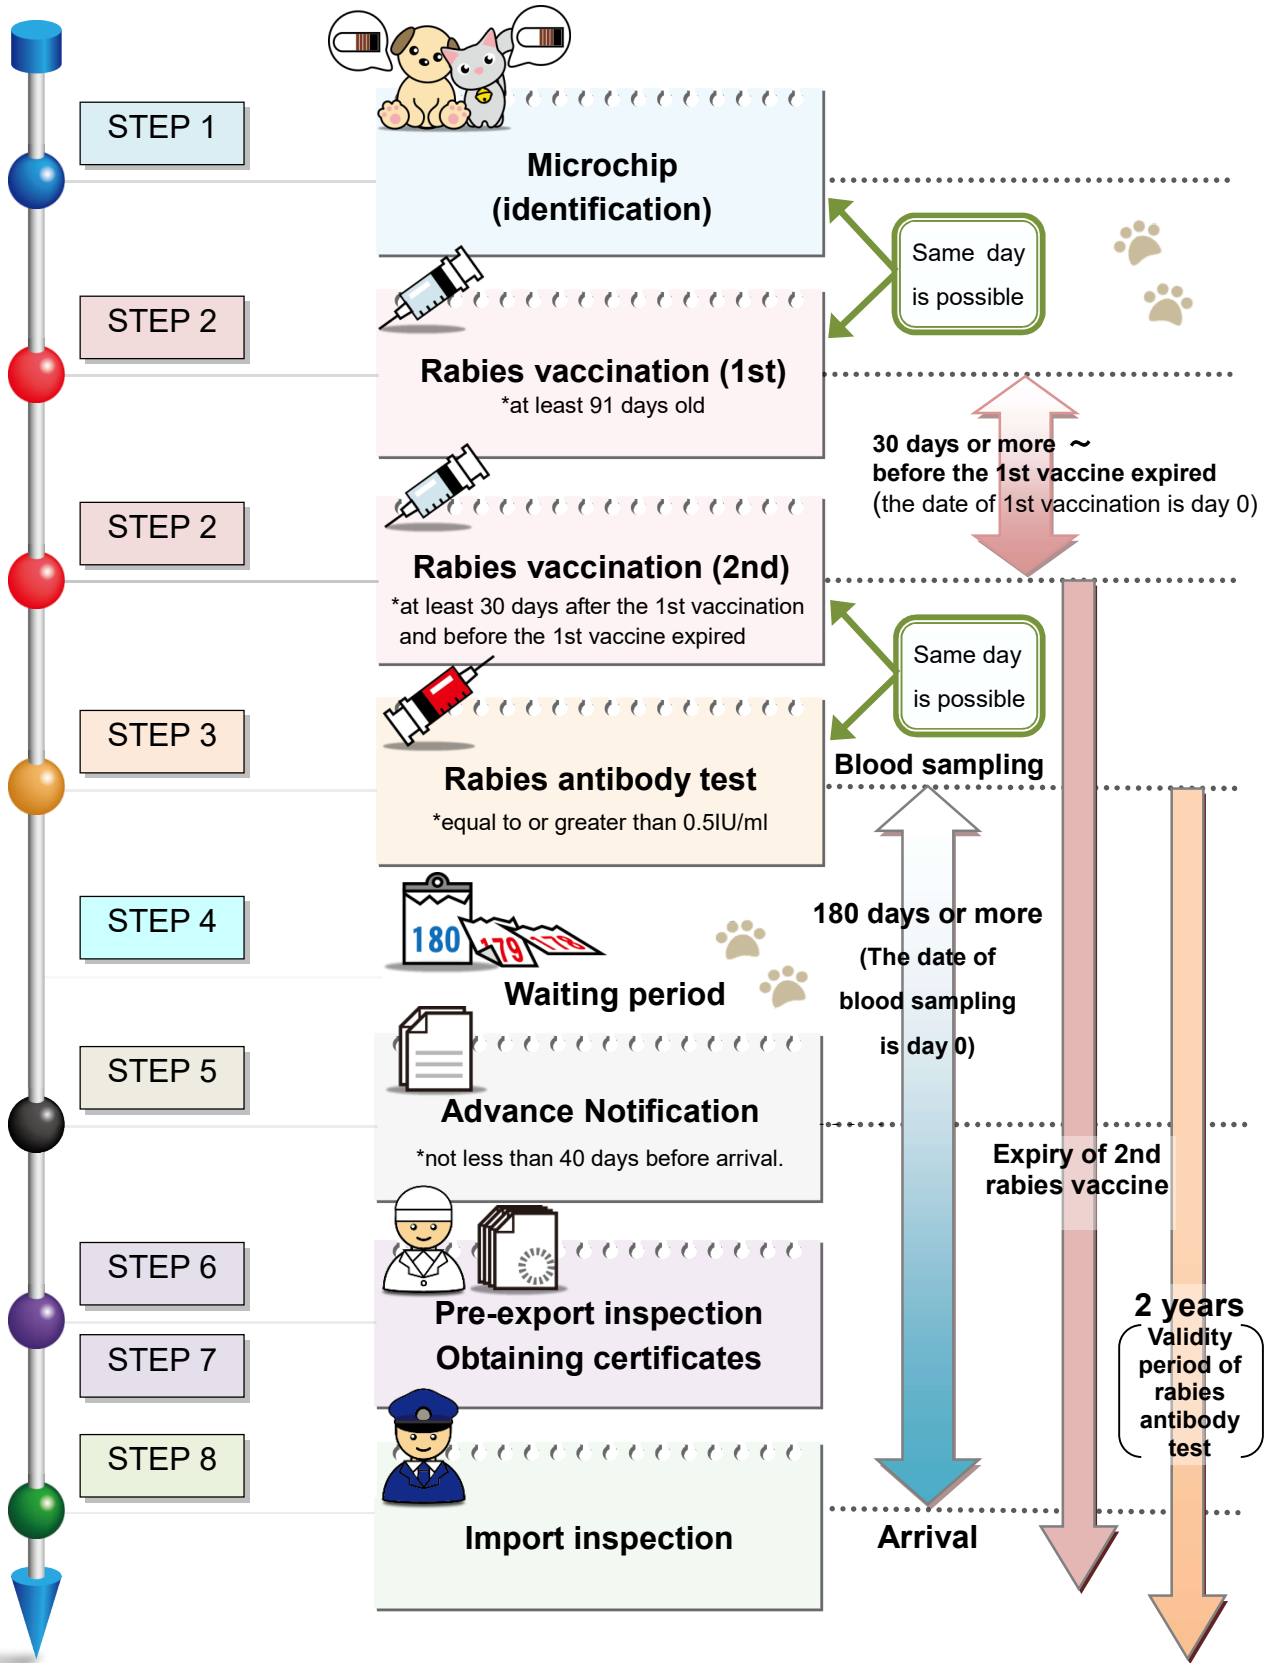 STEP 1
Microchip
(identification)
Same day
is possible
STEP 2
Rabies vaccination (1st)
*at least 91 days old
30 days or more ～
before the 1st vaccine expired
(the date of 1st vaccination is day 0)
STEP 2
Rabies vaccination (2nd)
*at least 30 days after the 1st vaccination
and before the 1st vaccine expired
Same day
is possible
STEP 3
Rabies antibody test
*equal to or greater than 0.5IU/ml
Blood sampling
STEP 4
180
179
178
Waiting period
180 days or more
(The date of
blood sampling
is day 0)
STEP 5
Advance Notification
*not less than 40 days before arrival.
Expiry of 2nd
rabies vaccine
STEP 6
Pre-export inspection
STEP 7
Obtaining certificates
2 years
Validity
period of
rabies
antibody
test
STEP 8
Import inspection
Arrival